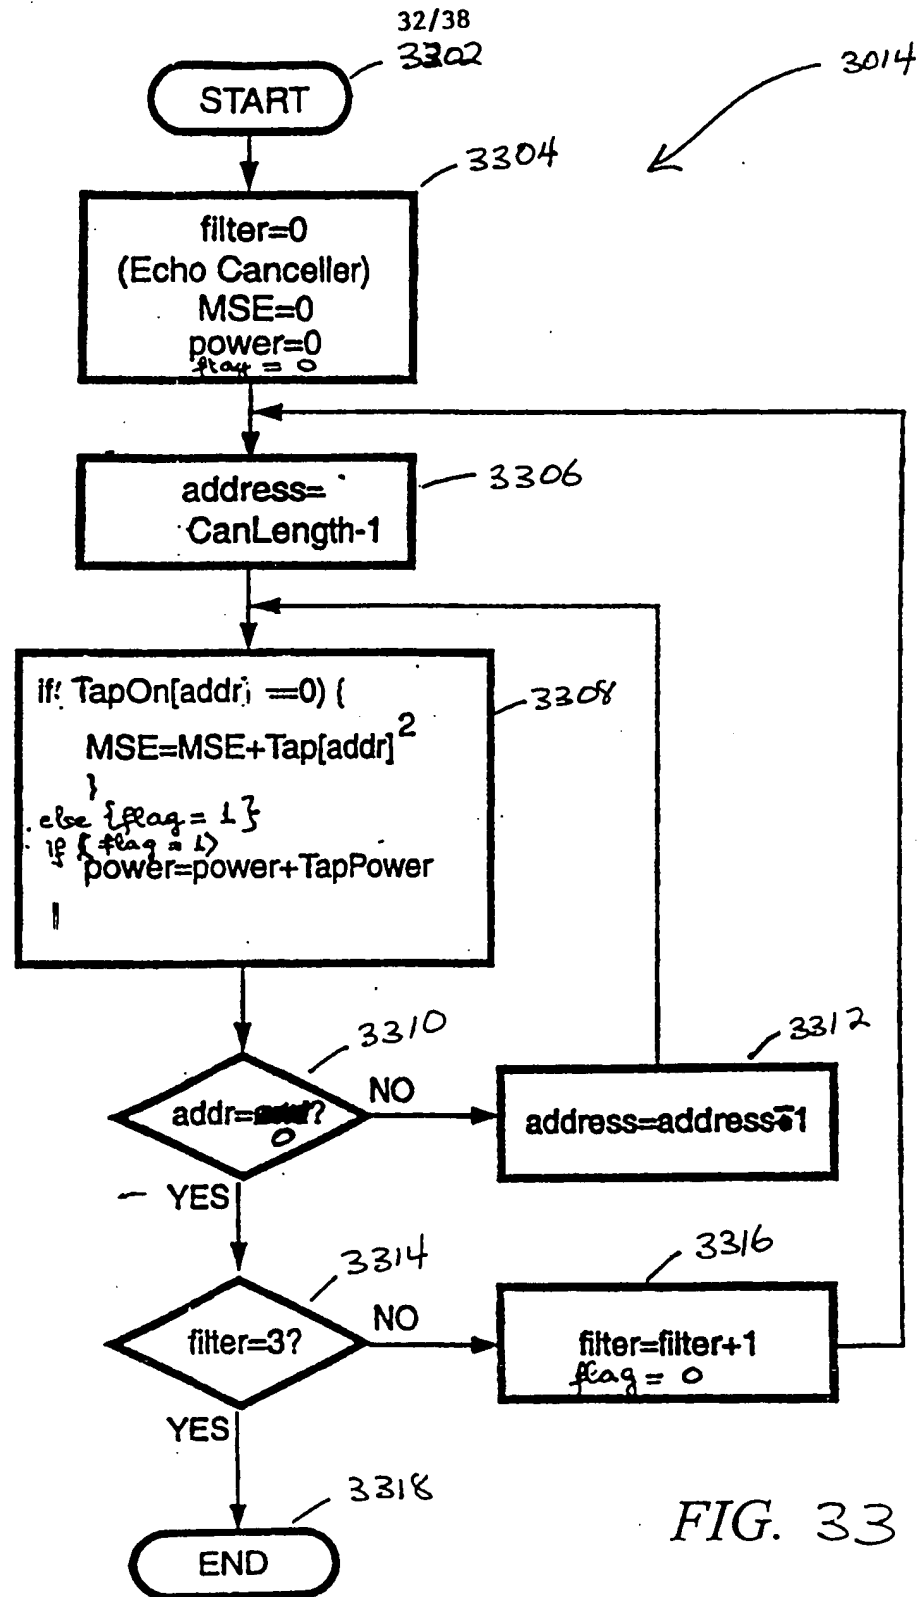 32/38
3302
3014
START
3304
filter=0
(Echo Canceller)
MSE=0
power=0
flag = 0
3306
address=
CanLength-1
if TapOn[addr] ==0) {
3308
MSE=MSE+Tap[addr]2
}
else {flag = 1}
if { flag = 1)
power=power+TapPower
3310
3312
addr= ?
0
NO
address=address-1
YES
3314
3316
filter=3?
NO
filter=filter+1
flag = 0
YES
3318
END
FIG. 33